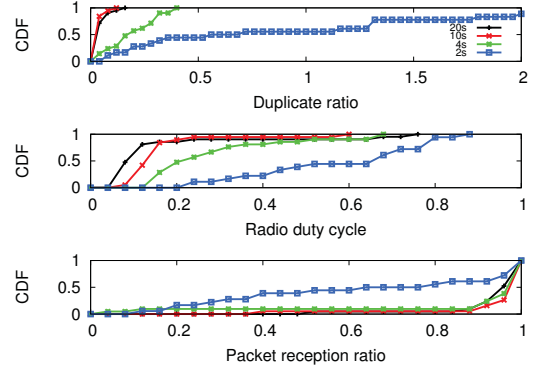 CDF
1
0.5
0
20s
10s
4s
2s
0 0.5 1 1.5 2
Duplicate ratio
CDF
1
0.5
0
0 0.2 0.4 0.6 0.8 1
Radio duty cycle
CDF
1
0.5
0
0 0.2 0.4 0.6 0.8 1
Packet reception ratio